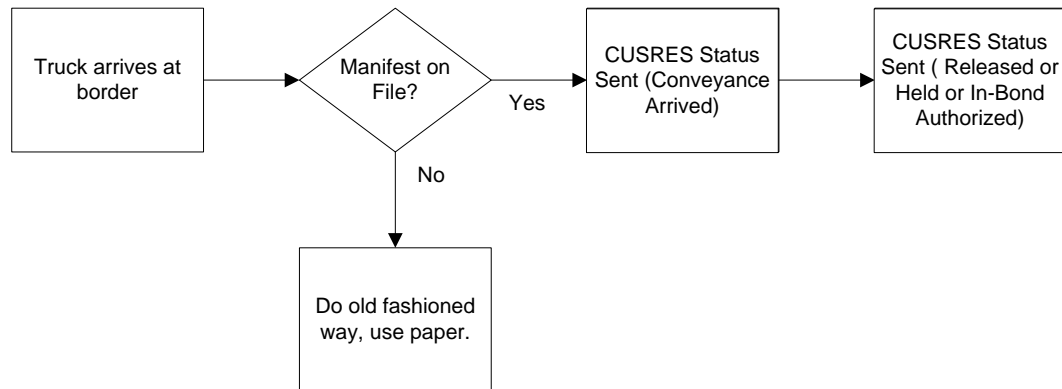 Truck arrives at
border
Manifest on
File?
Yes
No
CUSRES Status
Sent (Conveyance
Arrived)
CUSRES Status
Sent ( Released or
Held or In-Bond
Authorized)
Do old fashioned
way, use paper.